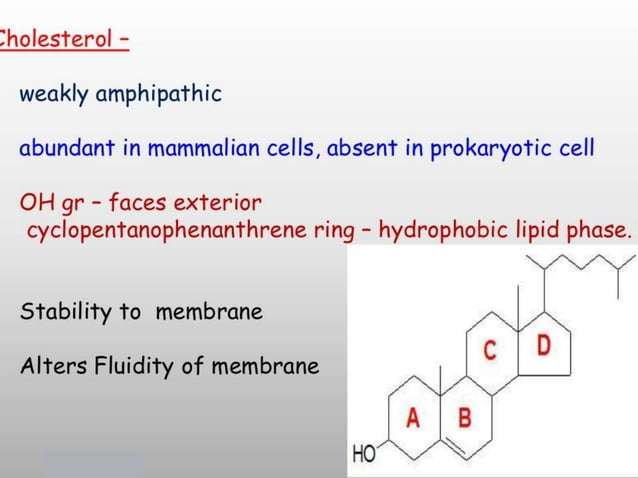 Cholesterol –
weakly amphipathic
abundant in mammalian cells, absent in prokaryotic cell
OH gr – faces exterior
cyclopentanophenanthrene ring – hydrophobic lipid phase.
Stability to membrane
Alters Fluidity of membrane
C D
A B
HO